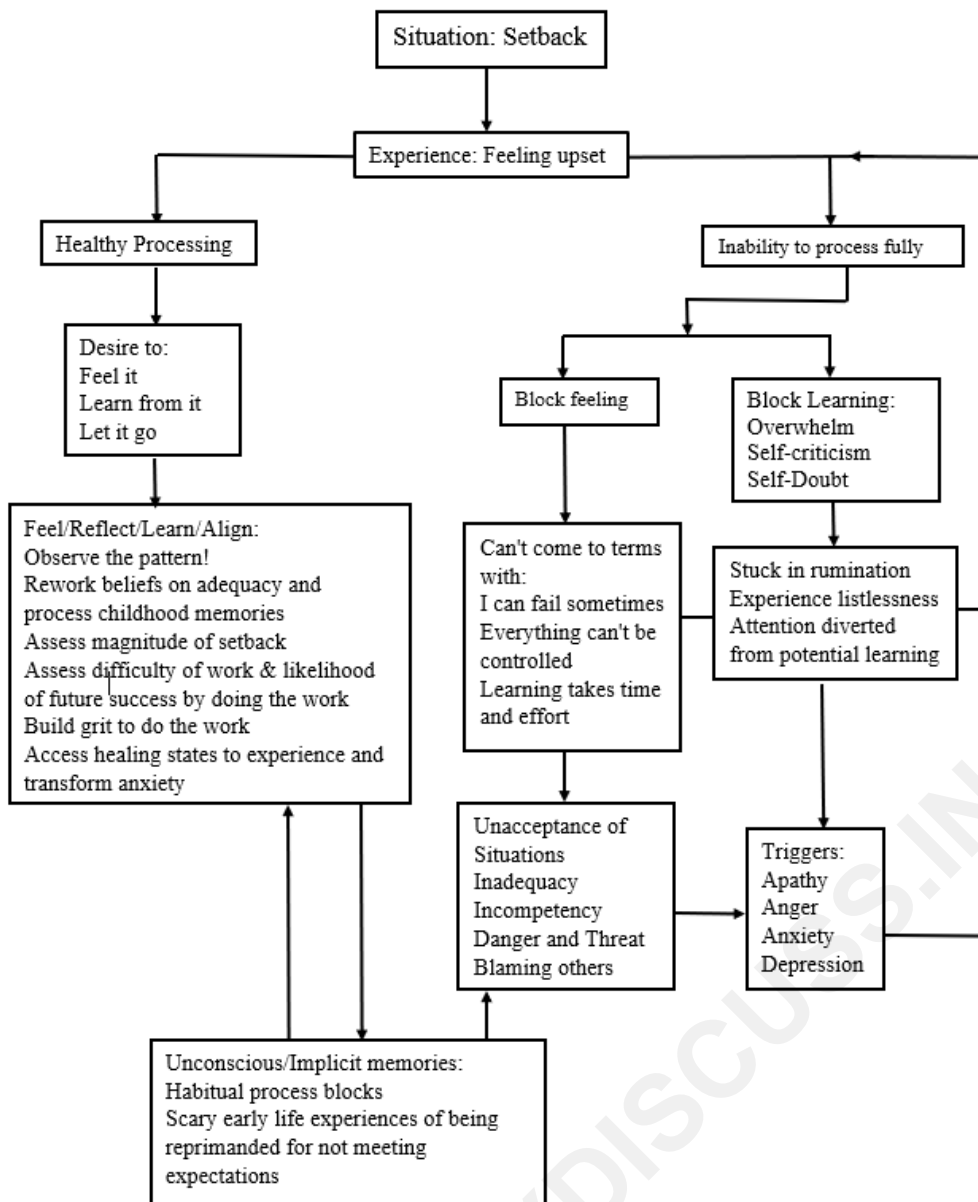 Situation: Setback
Experience: Feeling upset
Healthy Processing
Inability to process fully
Desire to:
Feel it
Learn from it
Let it go
Block feeling
Block Learning:
Overwhelm
Self-criticism
Self-Doubt
Feel/Reflect/Learn/Align:
Observe the pattern!
Rework beliefs on adequacy and
process childhood memories
Assess magnitude of setback
Assess difficulty of work & likelihood
of future success by doing the work
Build grit to do the work
Access healing states to experience and
transform anxiety
Can't come to terms
with:
I can fail sometimes
Everything can't be
controlled
Learning takes time
and effort
Stuck in rumination
Experience listlessness
Attention diverted
from potential learning
Unacceptance of
Situations
Inadequacy
Incompetency
Danger and Threat
Blaming others
Triggers:
Apathy
Anger
Anxiety
Depression
Unconscious/Implicit memories:
Habitual process blocks
Scary early life experiences of being
reprimanded for not meeting
expectations
DISCUSS.IN